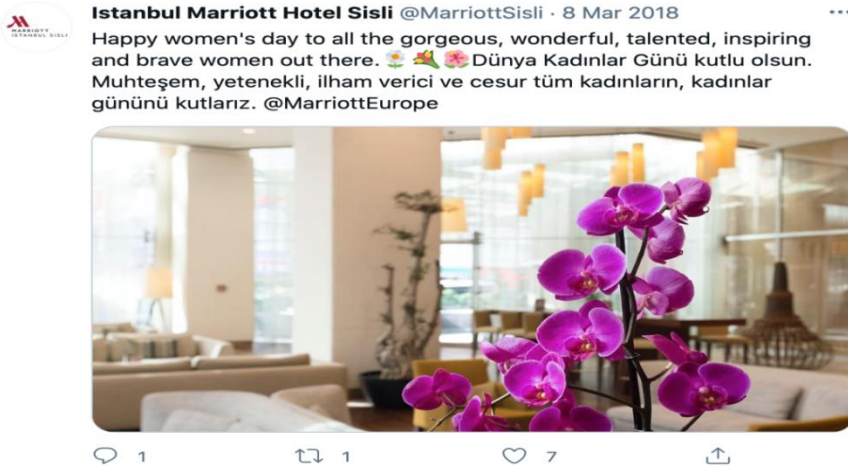 Istanbul Marriott Hotel Sisli @MarriottSisli · 8 Mar 2018
MARRIOTT
ISTANBUL SISLI
Happy women's day to all the gorgeous, wonderful, talented, inspiring
and brave women out there. 🌼💐🌺Dünya Kadınlar Günü kutlu olsun.
Muhteşem, yetenekli, ilham verici ve cesur tüm kadınların, kadınlar
gününü kutlarız. @MarriottEurope
1 1 7